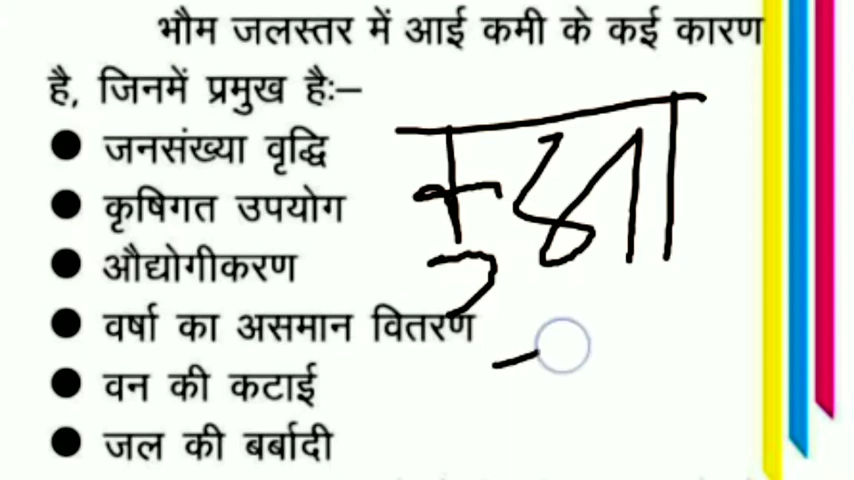 भौम जलस्तर में आई कमी के कई कारण
है, जिनमें प्रमुख है:–
● जनसंख्या वृद्धि
● कृषिगत उपयोग
● औद्योगीकरण
● वर्षा का असमान वितरण
● वन की कटाई
● जल की बर्बादी